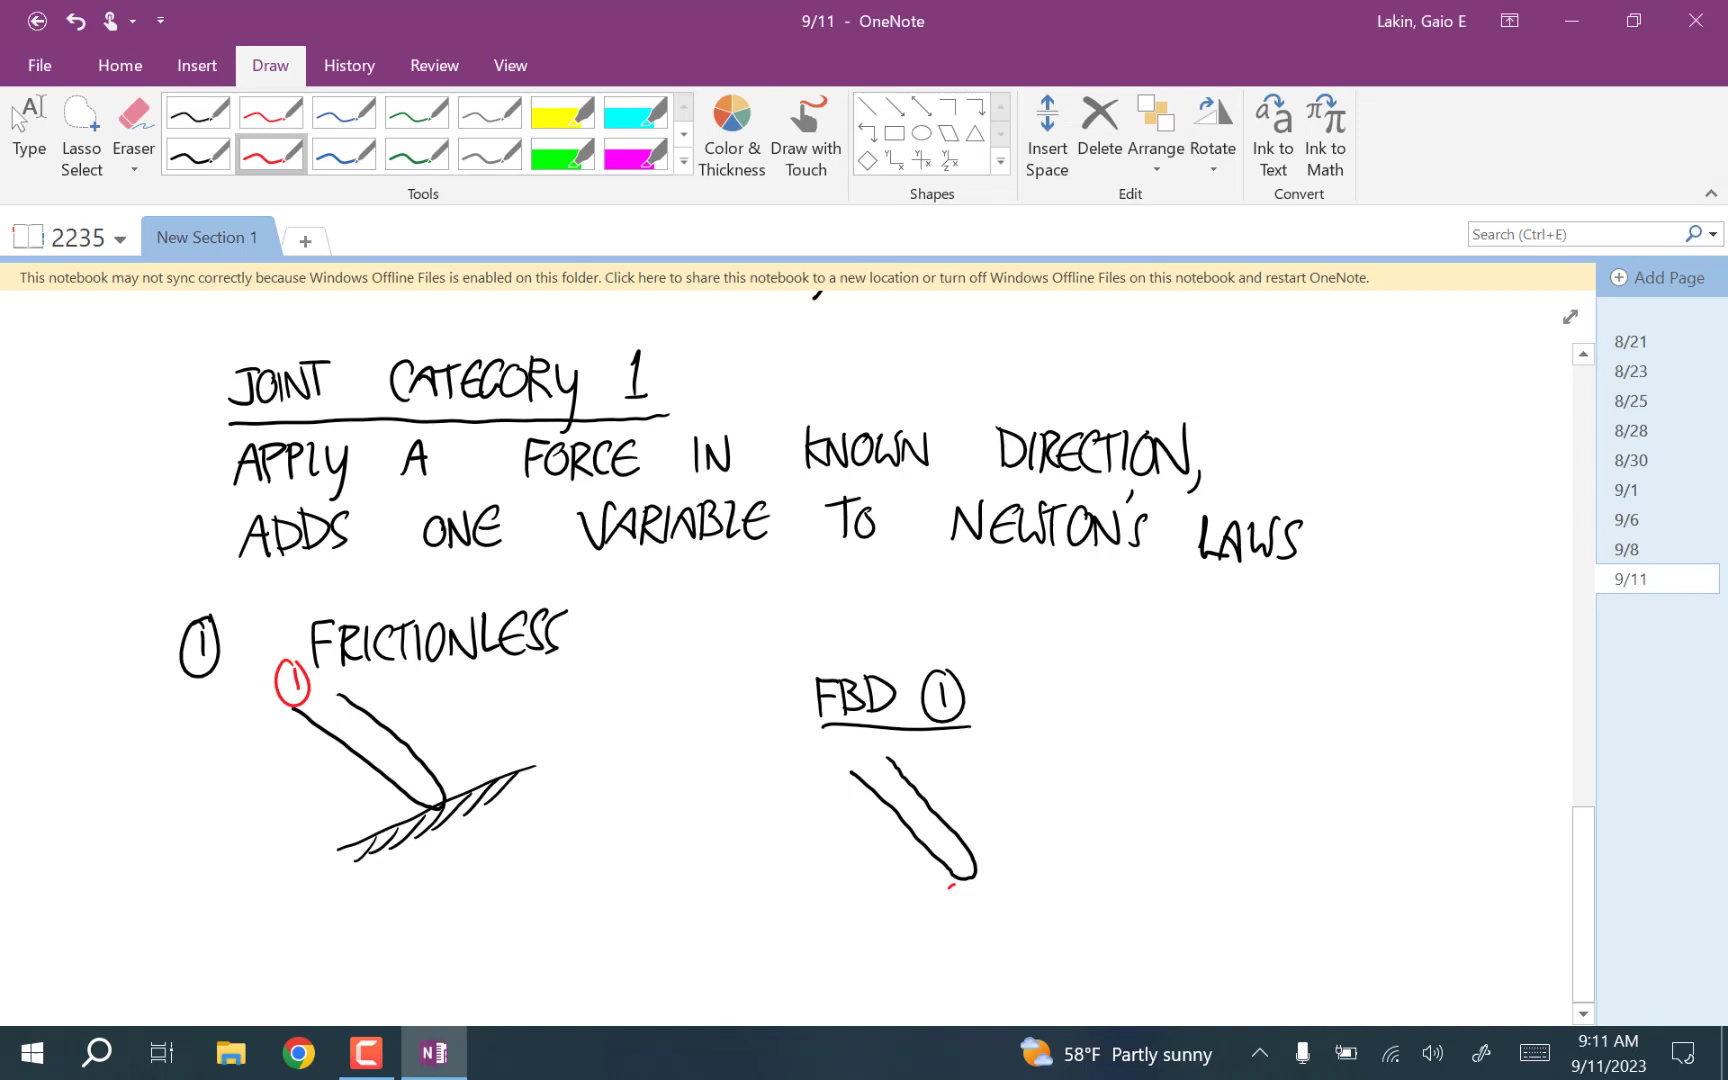 9/11 - OneNote
Lakin, Gaio E
File Home Insert Draw History Review View
Type
Lasso Select
Eraser
Color & Thickness
Draw with Touch
Insert Space
Delete
Arrange
Rotate
Ink to Text
Ink to Math
Tools
Shapes
Edit
Convert
2235
New Section 1
Search (Ctrl+E)
This notebook may not sync correctly because Windows Offline Files is enabled on this folder. Click here to share this notebook to a new location or turn off Windows Offline Files on this notebook and restart OneNote.
Add Page
8/21
8/23
8/25
8/28
8/30
9/1
9/6
9/8
9/11
JOINT CATEGORY 1
APPLY A FORCE IN KNOWN DIRECTION,
ADDS ONE VARIABLE TO NEWTON'S LAWS
① FRICTIONLESS
①
FBD ①
58°F Partly sunny
9:11 AM
9/11/2023